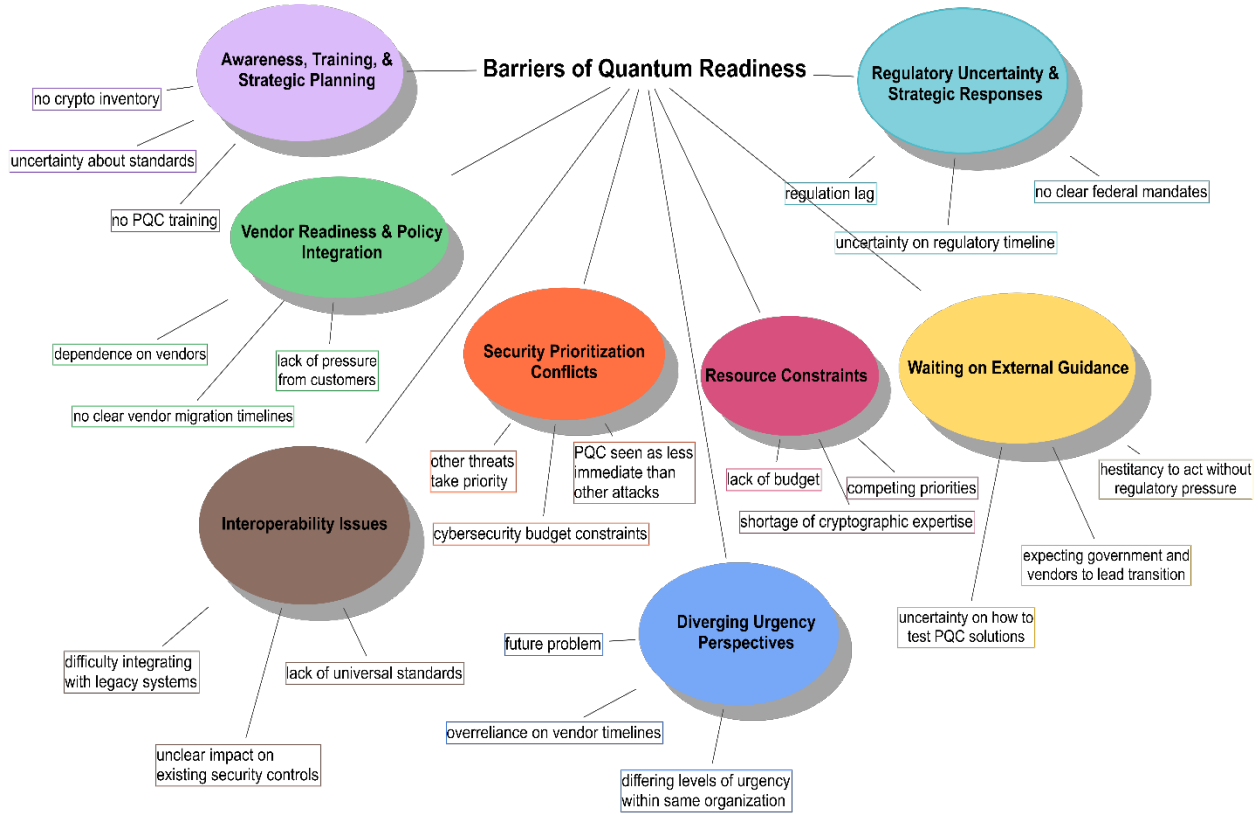 Barriers of Quantum Readiness
Awareness, Training, &
Strategic Planning
no crypto inventory
uncertainty about standards
no PQC training
Regulatory Uncertainty &
Strategic Responses
regulation lag
no clear federal mandates
uncertainty on regulatory timeline
Vendor Readiness & Policy
Integration
dependence on vendors
lack of pressure
from customers
no clear vendor migration timelines
Security Prioritization
Conflicts
other threats
take priority
PQC seen as less
immediate than
other attacks
cybersecurity budget constraints
Resource Constraints
lack of budget
competing priorities
shortage of cryptographic expertise
Waiting on External Guidance
hestitancy to act without
regulatory pressure
expecting government and
vendors to lead transition
uncertainty on how to
test PQC solutions
Interoperability Issues
difficulty integrating
with legacy systems
lack of universal standards
unclear impact on
existing security controls
Diverging Urgency
Perspectives
future problem
overreliance on vendor timelines
differing levels of urgency
within same organization